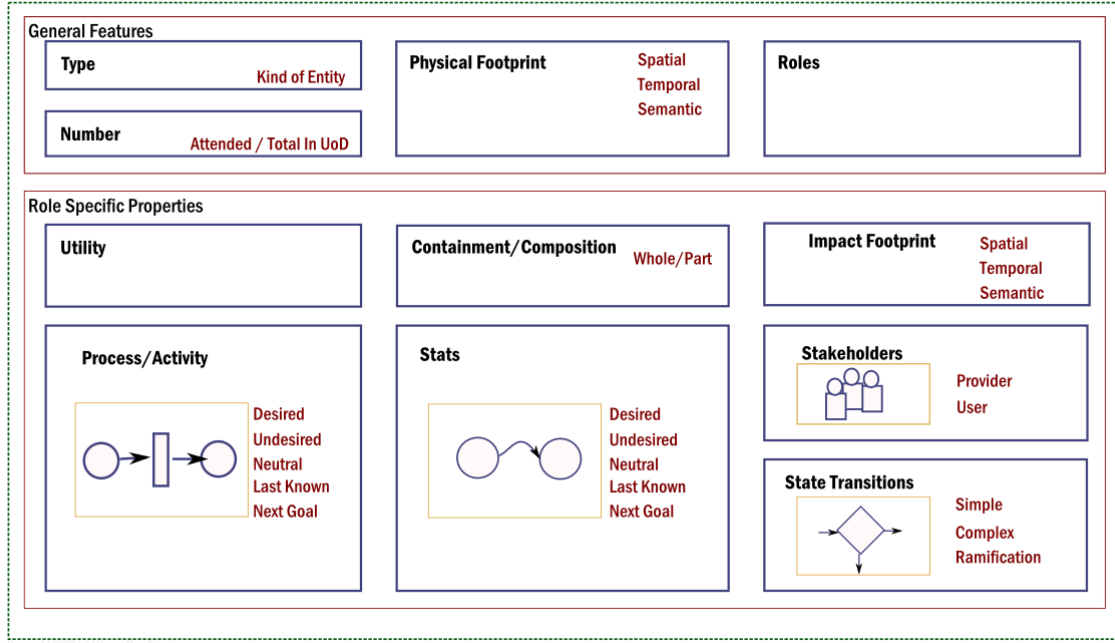 General Features
Type
Kind of Entity
Number
Attended / Total In UoD
Physical Footprint
Spatial
Temporal
Semantic
Roles
Role Specific Properties
Utility
Containment/Composition
Whole/Part
Impact Footprint
Spatial
Temporal
Semantic
Process/Activity
Desired
Undesired
Neutral
Last Known
Next Goal
Stats
Desired
Undesired
Neutral
Last Known
Next Goal
Stakeholders
Provider
User
State Transitions
Simple
Complex
Ramification